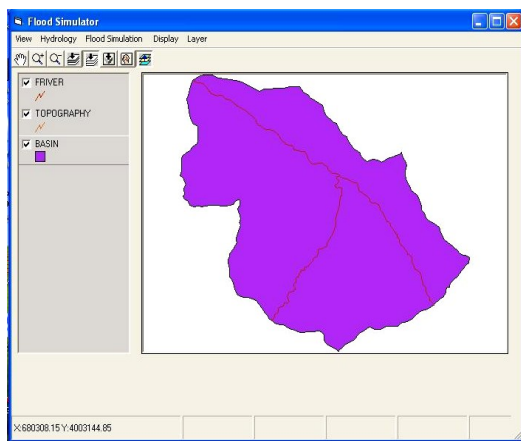 Flood Simulator
View Hydrology Flood Simulation Display Layer
FRIVER
TOPOGRAPHY
BASIN
X:680308.15 Y:4003144.85